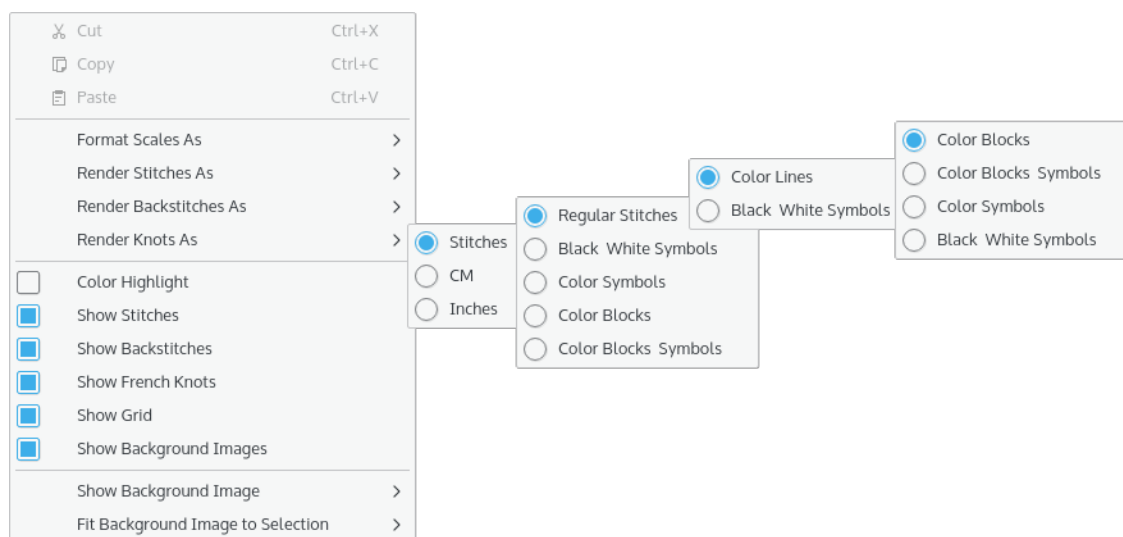 Cut Ctrl+X
Copy Ctrl+C
Paste Ctrl+V
Format Scales As
Render Stitches As
Render Backstitches As
Render Knots As
Color Highlight
Show Stitches
Show Backstitches
Show French Knots
Show Grid
Show Background Images
Show Background Image
Fit Background Image to Selection
Stitches
CM
Inches
Regular Stitches
Black White Symbols
Color Symbols
Color Blocks
Color Blocks Symbols
Color Lines
Black White Symbols
Color Blocks
Color Blocks Symbols
Color Symbols
Black White Symbols